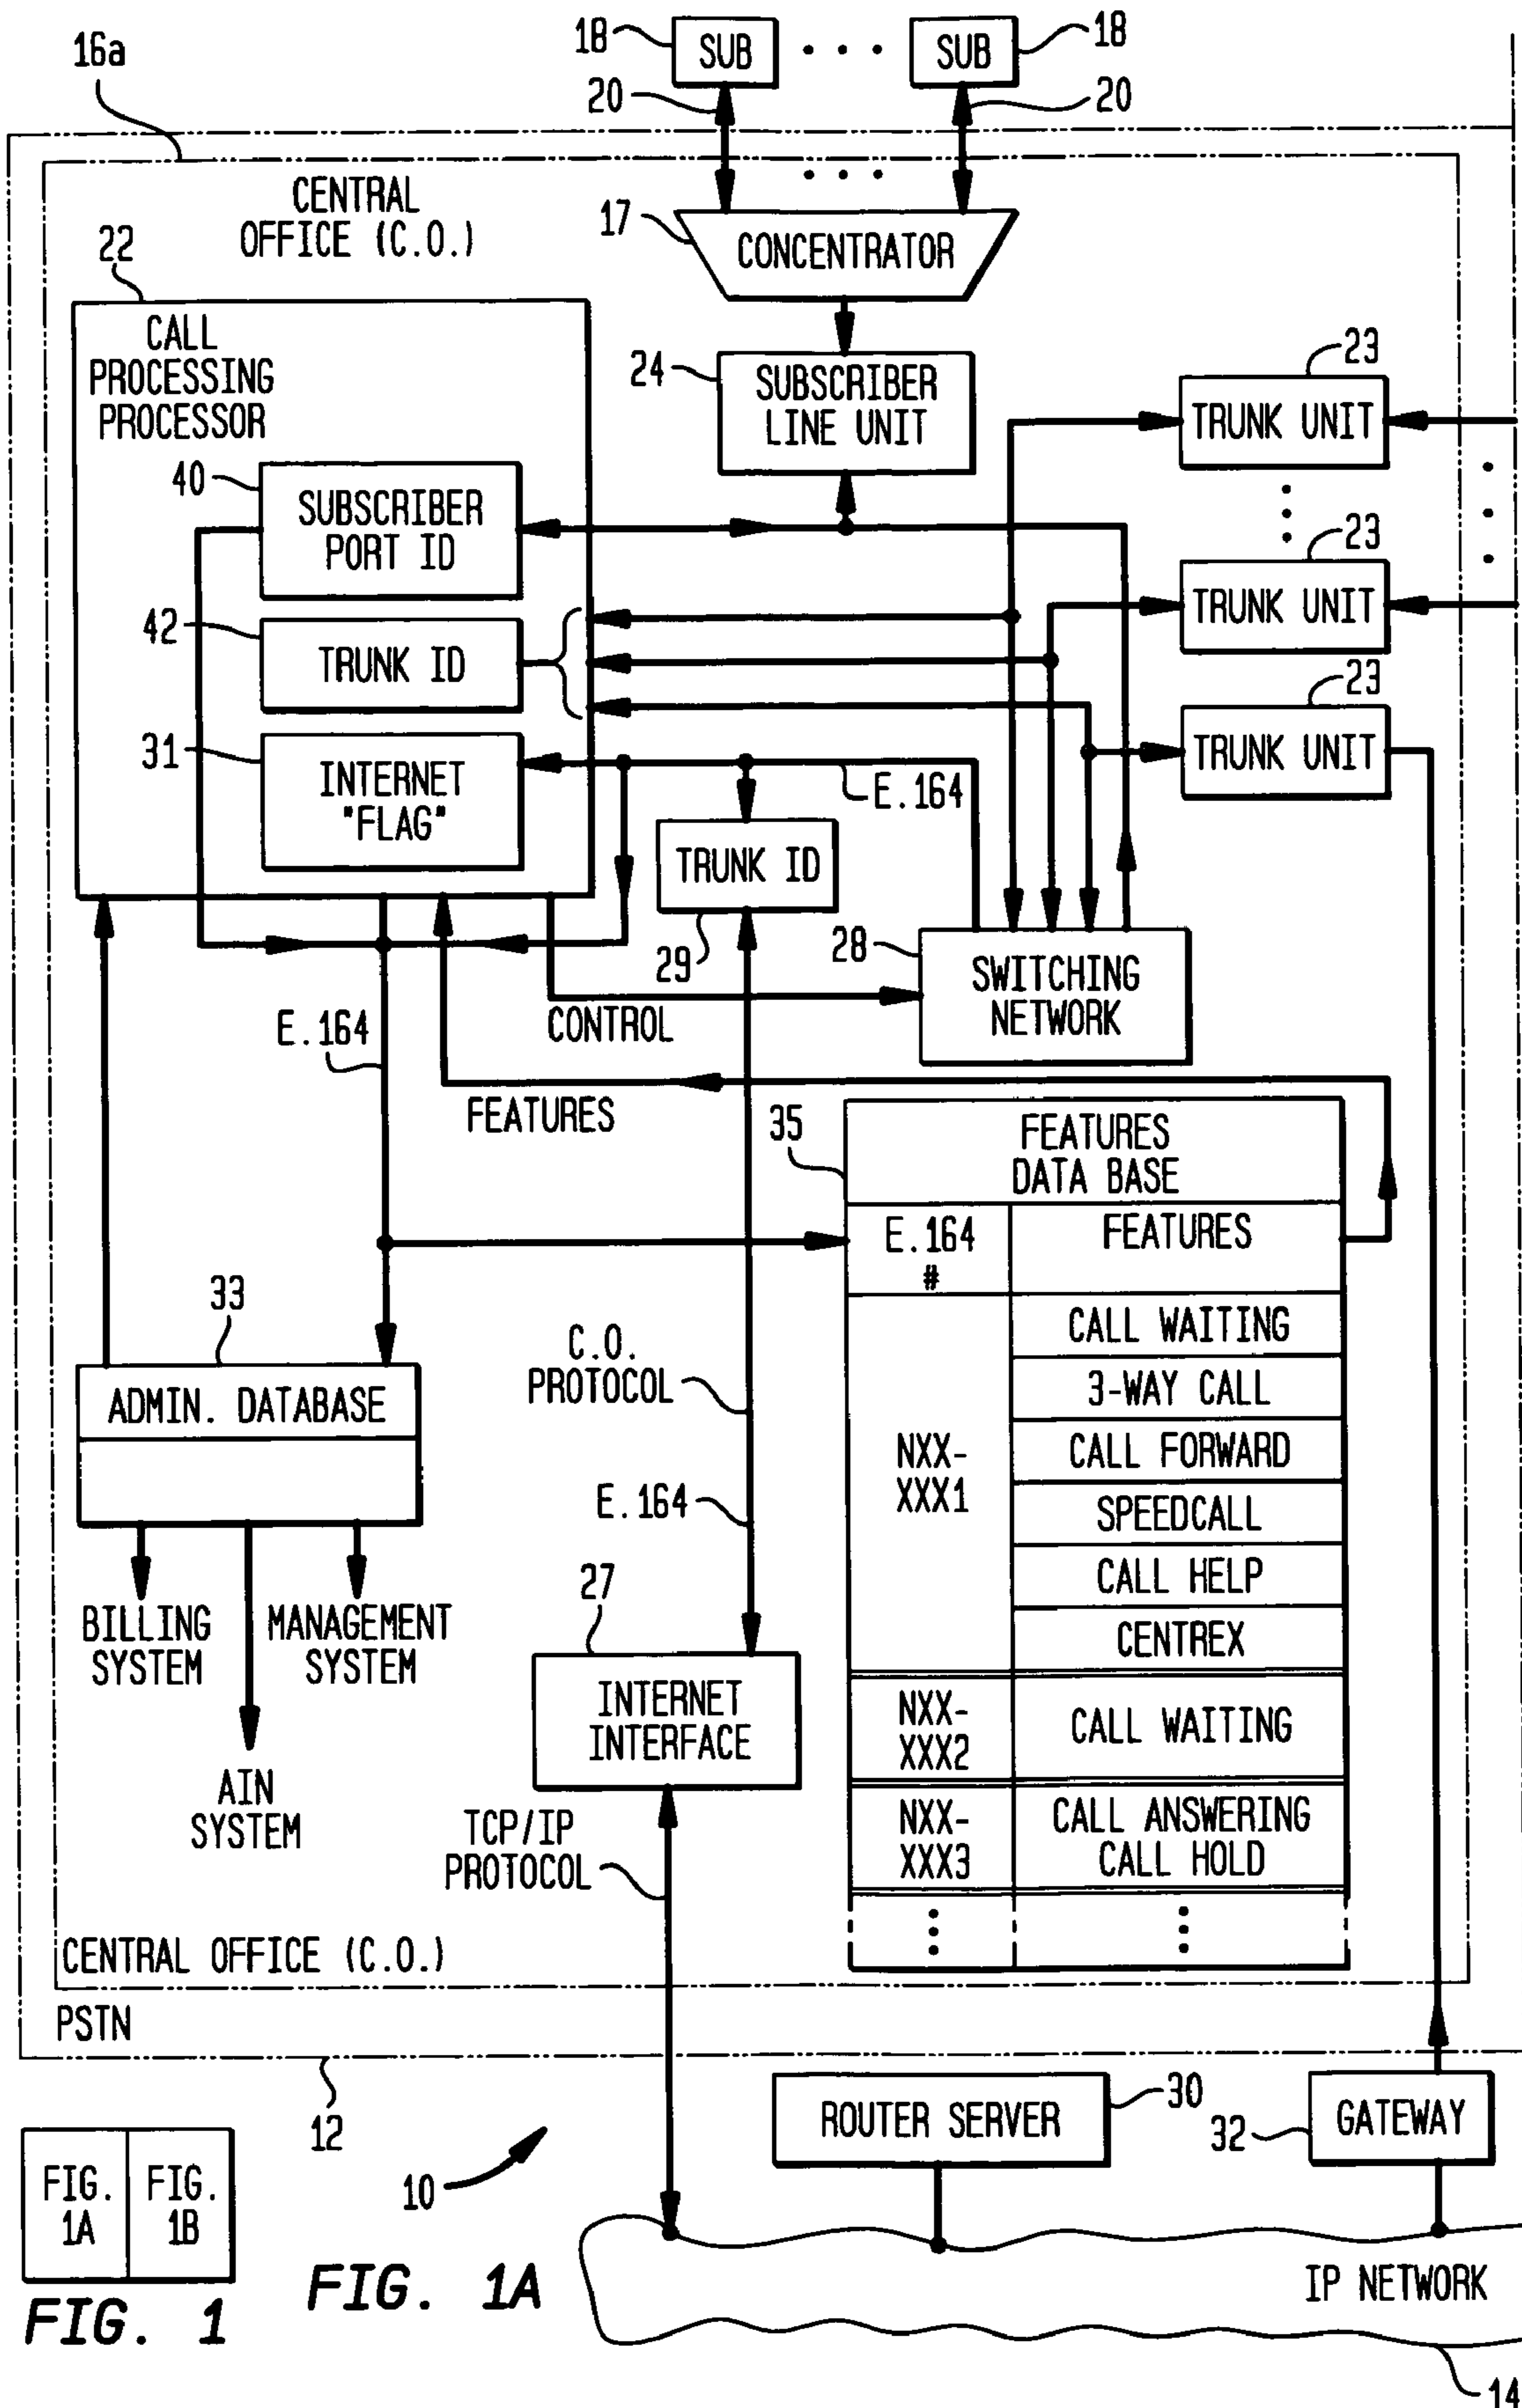 18
SUB
SUB
18
16a
20
20
CENTRAL
OFFICE (C.O.)
17
CONCENTRATOR
22
CALL
PROCESSING
PROCESSOR
24
SUBSCRIBER
LINE UNIT
23
TRUNK UNIT
40
SUBSCRIBER
PORT ID
23
TRUNK UNIT
42
TRUNK ID
23
TRUNK UNIT
31
INTERNET
"FLAG"
E.164
TRUNK ID
29
28
SWITCHING
NETWORK
CONTROL
E.164
FEATURES
35
FEATURES
DATA BASE
E.164
#
FEATURES
NXX-
XXX1
CALL WAITING
3-WAY CALL
CALL FORWARD
SPEEDCALL
CALL HELP
CENTREX
NXX-
XXX2
CALL WAITING
NXX-
XXX3
CALL ANSWERING
CALL HOLD
33
ADMIN. DATABASE
C.O.
PROTOCOL
E.164
BILLING
SYSTEM
MANAGEMENT
SYSTEM
AIN
SYSTEM
27
INTERNET
INTERFACE
TCP/IP
PROTOCOL
CENTRAL OFFICE (C.O.)
PSTN
12
10
ROUTER SERVER
30
32
GATEWAY
FIG.
1A
FIG.
1B
FIG. 1
FIG. 1A
IP NETWORK
14